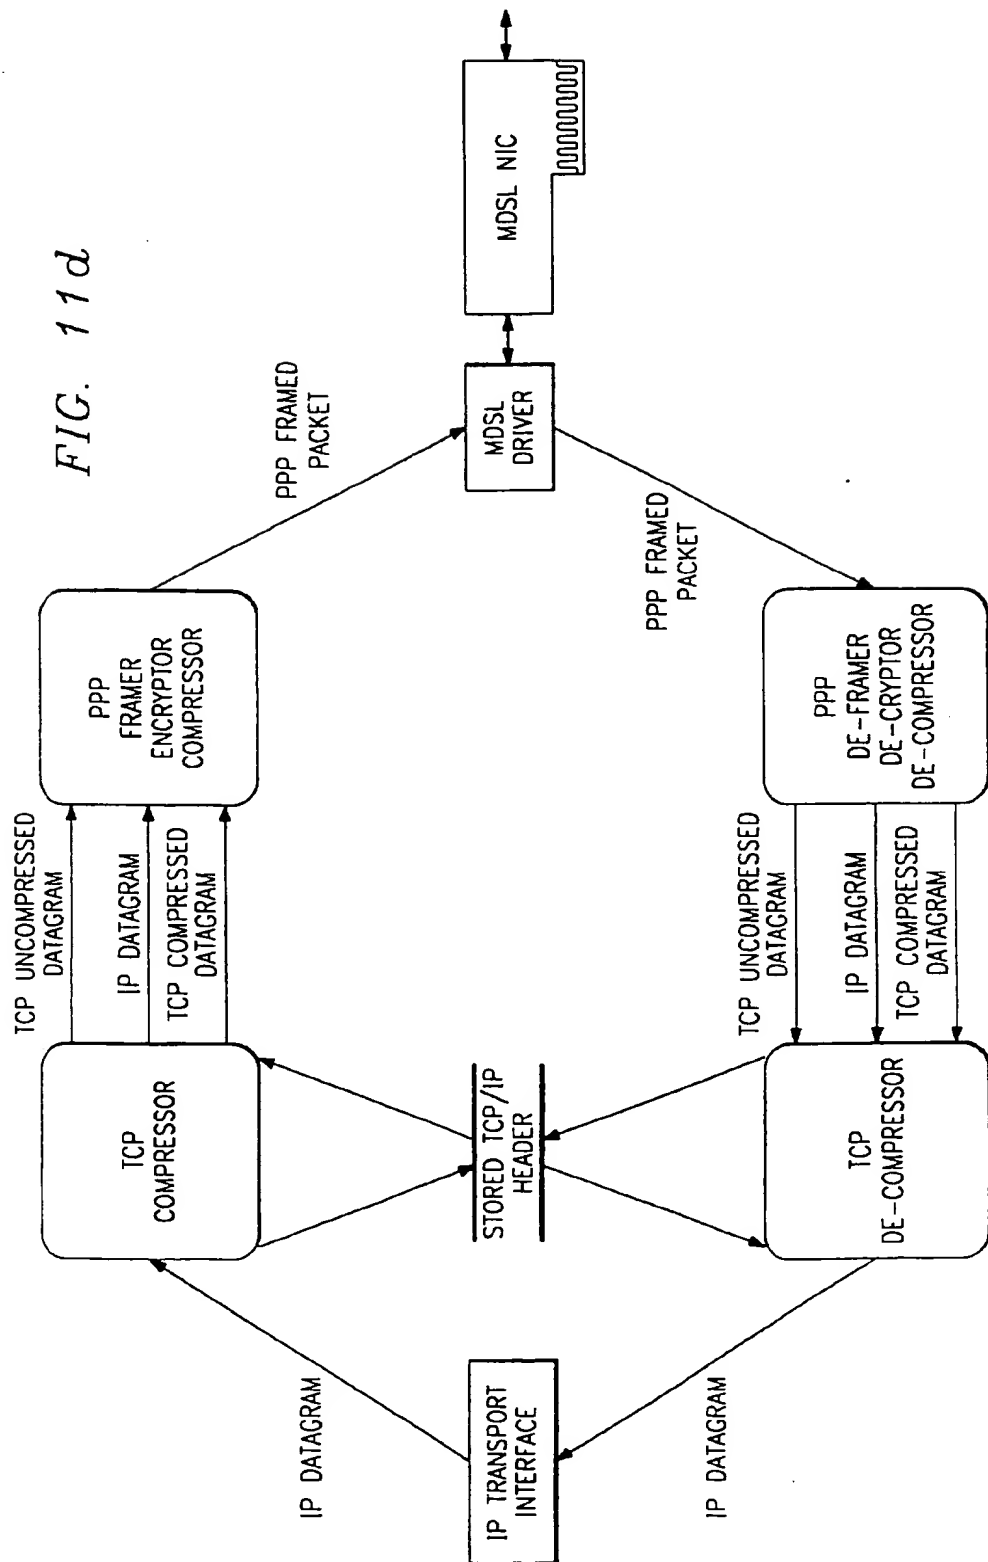 FIG. 11d
IP TRANSPORT
INTERFACE
IP DATAGRAM
IP DATAGRAM
TCP
COMPRESSOR
STORED TCP/IP
HEADER
TCP
DE-COMPRESSOR
TCP UNCOMPRESSED
DATAGRAM
IP DATAGRAM
TCP COMPRESSED
DATAGRAM
TCP UNCOMPRESSED
DATAGRAM
IP DATAGRAM
TCP COMPRESSED
DATAGRAM
PPP
FRAMER
ENCRYPTOR
COMPRESSOR
PPP
DE-FRAMER
DE-CRYPTOR
DE-COMPRESSOR
PPP FRAMED
PACKET
PPP FRAMED
PACKET
MDSL
DRIVER
MDSL NIC